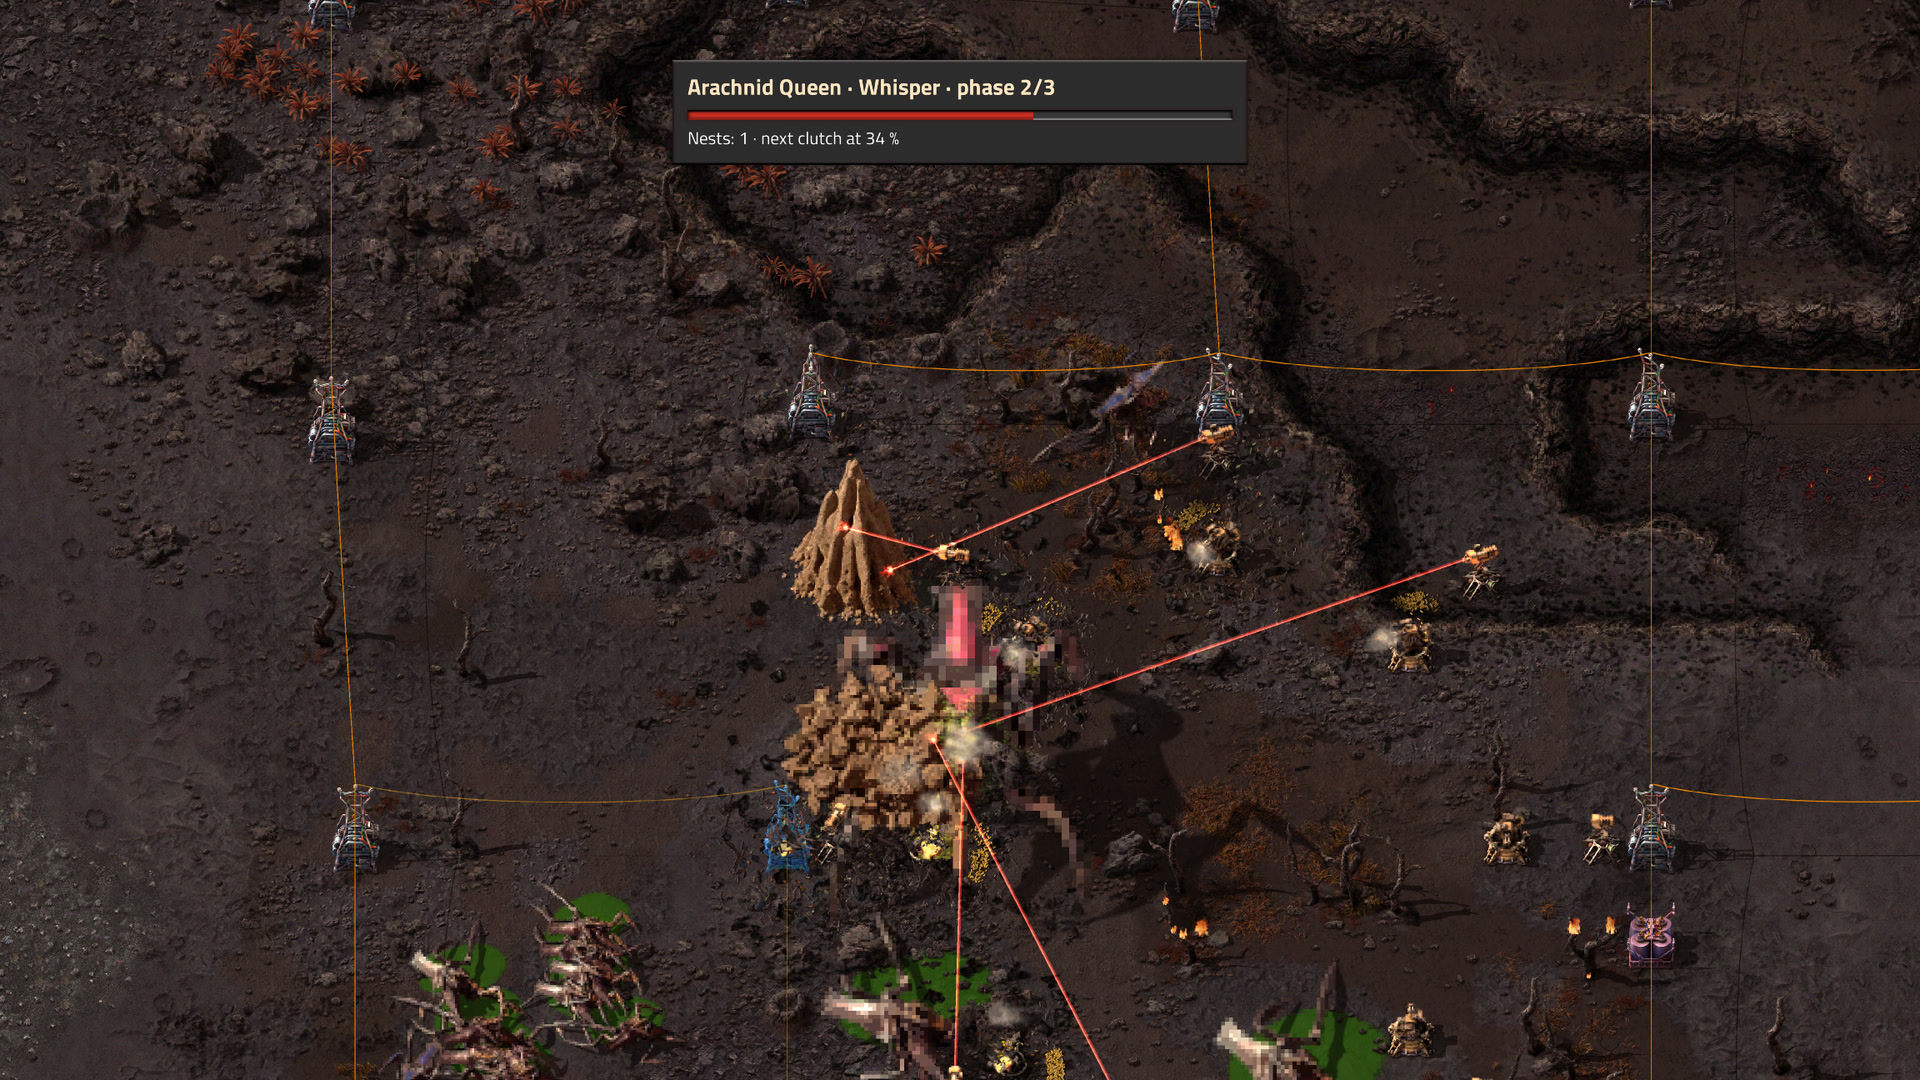 Arachnid Queen · Whisper · phase 2/3
Nests: 1 · next clutch at 34 %